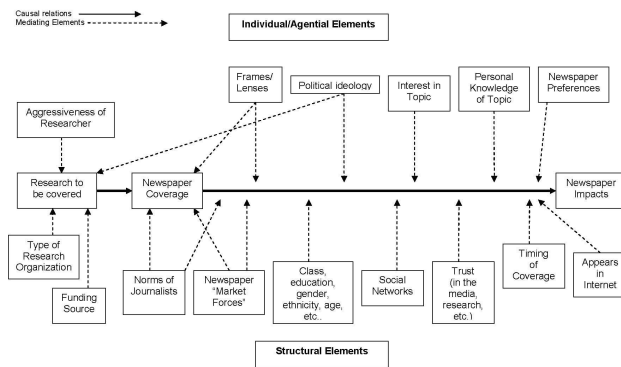 Causal relations
Mediating Elements
Individual/Agential Elements
Frames/
Lenses
Political ideology
Interest in
Topic
Personal
Knowledge
of Topic
Newspaper
Preferences
Aggressiveness of
Researcher
Research to
be covered
Newspaper
Coverage
Newspaper
Impacts
Type of
Research
Organization
Funding
Source
Norms of
Journalists
Newspaper
"Market
Forces"
Class,
education,
gender,
ethnicity, age,
etc..
Social
Networks
Trust
(in the
media,
research,
etc.)
Timing
of
Coverage
Appears
in
Internet
Structural Elements